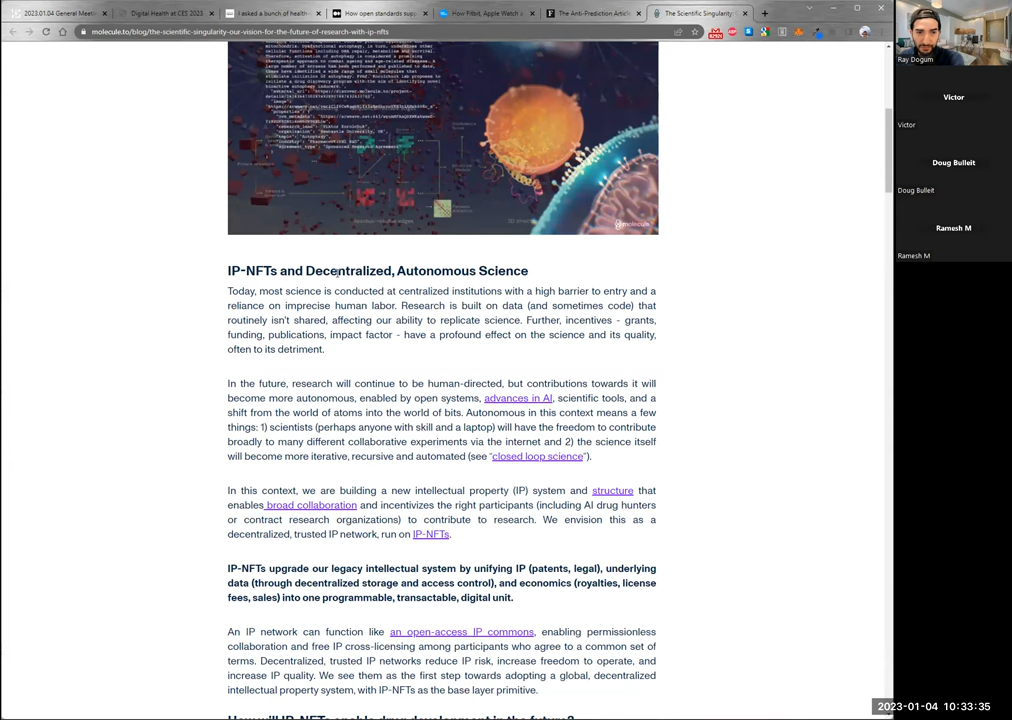 2023.01.04 General Meeti
Digital Health at CES 2023
I asked a bunch of health
How open standards supp
How Fitbit, Apple Watch a
The Anti-Prediction Article
The Scientific Singularity:
molecule.to/blog/the-scientific-singularity-our-vision-for-the-future-of-research-with-ip-nfts
molecule
IP-NFTs and Decentralized, Autonomous Science
Today, most science is conducted at centralized institutions with a high barrier to entry and a
reliance on imprecise human labor. Research is built on data (and sometimes code) that
routinely isn't shared, affecting our ability to replicate science. Further, incentives - grants,
funding, publications, impact factor - have a profound effect on the science and its quality,
often to its detriment.
In the future, research will continue to be human-directed, but contributions towards it will
become more autonomous, enabled by open systems, advances in AI, scientific tools, and a
shift from the world of atoms into the world of bits. Autonomous in this context means a few
things: 1) scientists (perhaps anyone with skill and a laptop) will have the freedom to contribute
broadly to many different collaborative experiments via the internet and 2) the science itself
will become more iterative, recursive and automated (see "closed loop science").
In this context, we are building a new intellectual property (IP) system and structure that
enables broad collaboration and incentivizes the right participants (including AI drug hunters
or contract research organizations) to contribute to research. We envision this as a
decentralized, trusted IP network, run on IP-NFTs.
IP-NFTs upgrade our legacy intellectual system by unifying IP (patents, legal), underlying
data (through decentralized storage and access control), and economics (royalties, license
fees, sales) into one programmable, transactable, digital unit.
An IP network can function like an open-access IP commons, enabling permissionless
collaboration and free IP cross-licensing among participants who agree to a common set of
terms. Decentralized, trusted IP networks reduce IP risk, increase freedom to operate, and
increase IP quality. We see them as the first step towards adopting a global, decentralized
intellectual property system, with IP-NFTs as the base layer primitive.
How will IP-NFTs enable drug development in the future?
Ray Dogum
Victor
Victor
Doug Bulleit
Doug Bulleit
Ramesh M
Ramesh M
2023-01-04 10:33:35